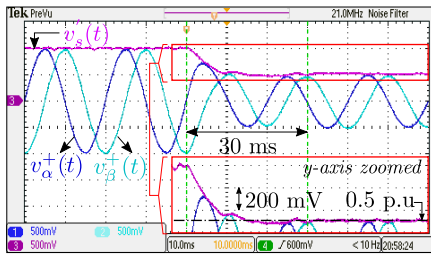 Tek PreVu 21.0MHz Noise Filter
v_s^+(t)
3
30 ms
v_α^+(t) v_β^+(t)
y-axis zoomed
200 mV 0.5 p.u
1 500mV 2 500mV
3 500mV 10.0ms 10.0000ms 4 ∕ 600mV < 10 Hz 20:58:24